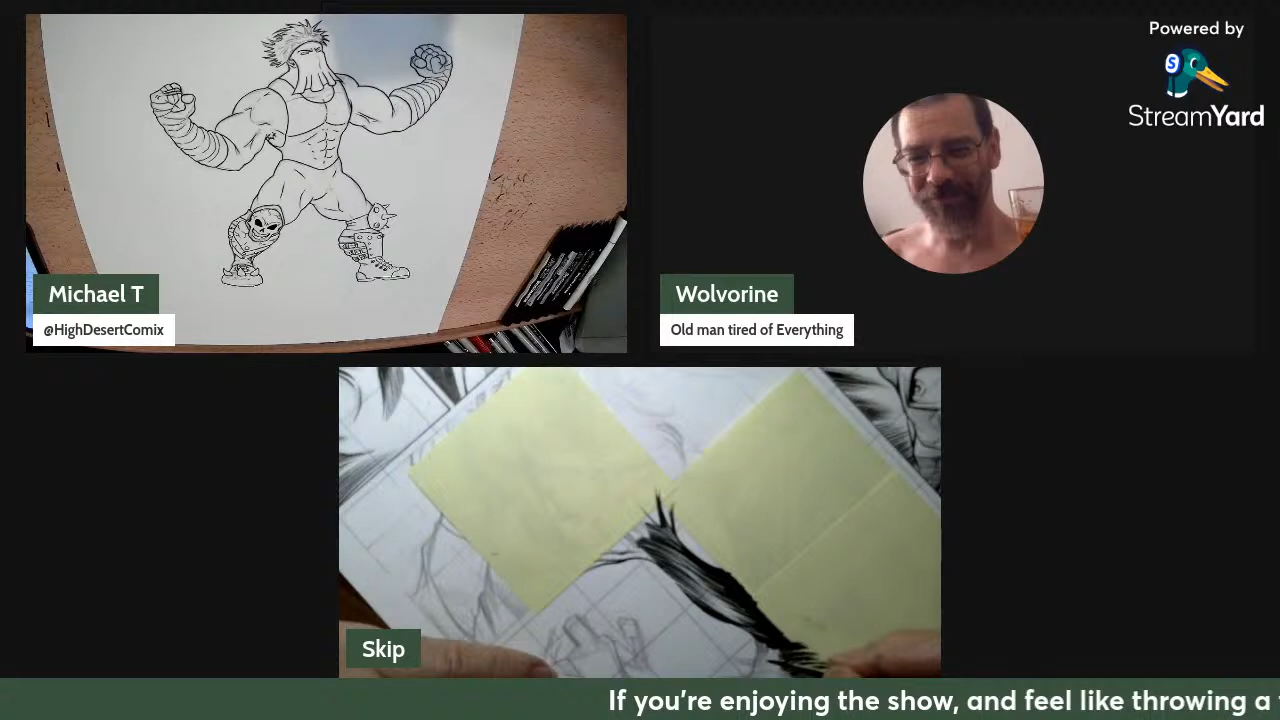 Powered by
StreamYard
Michael T
@HighDesertComix
Wolvorine
Old man tired of Everything
Skip
If you're enjoying the show, and feel like throwing a